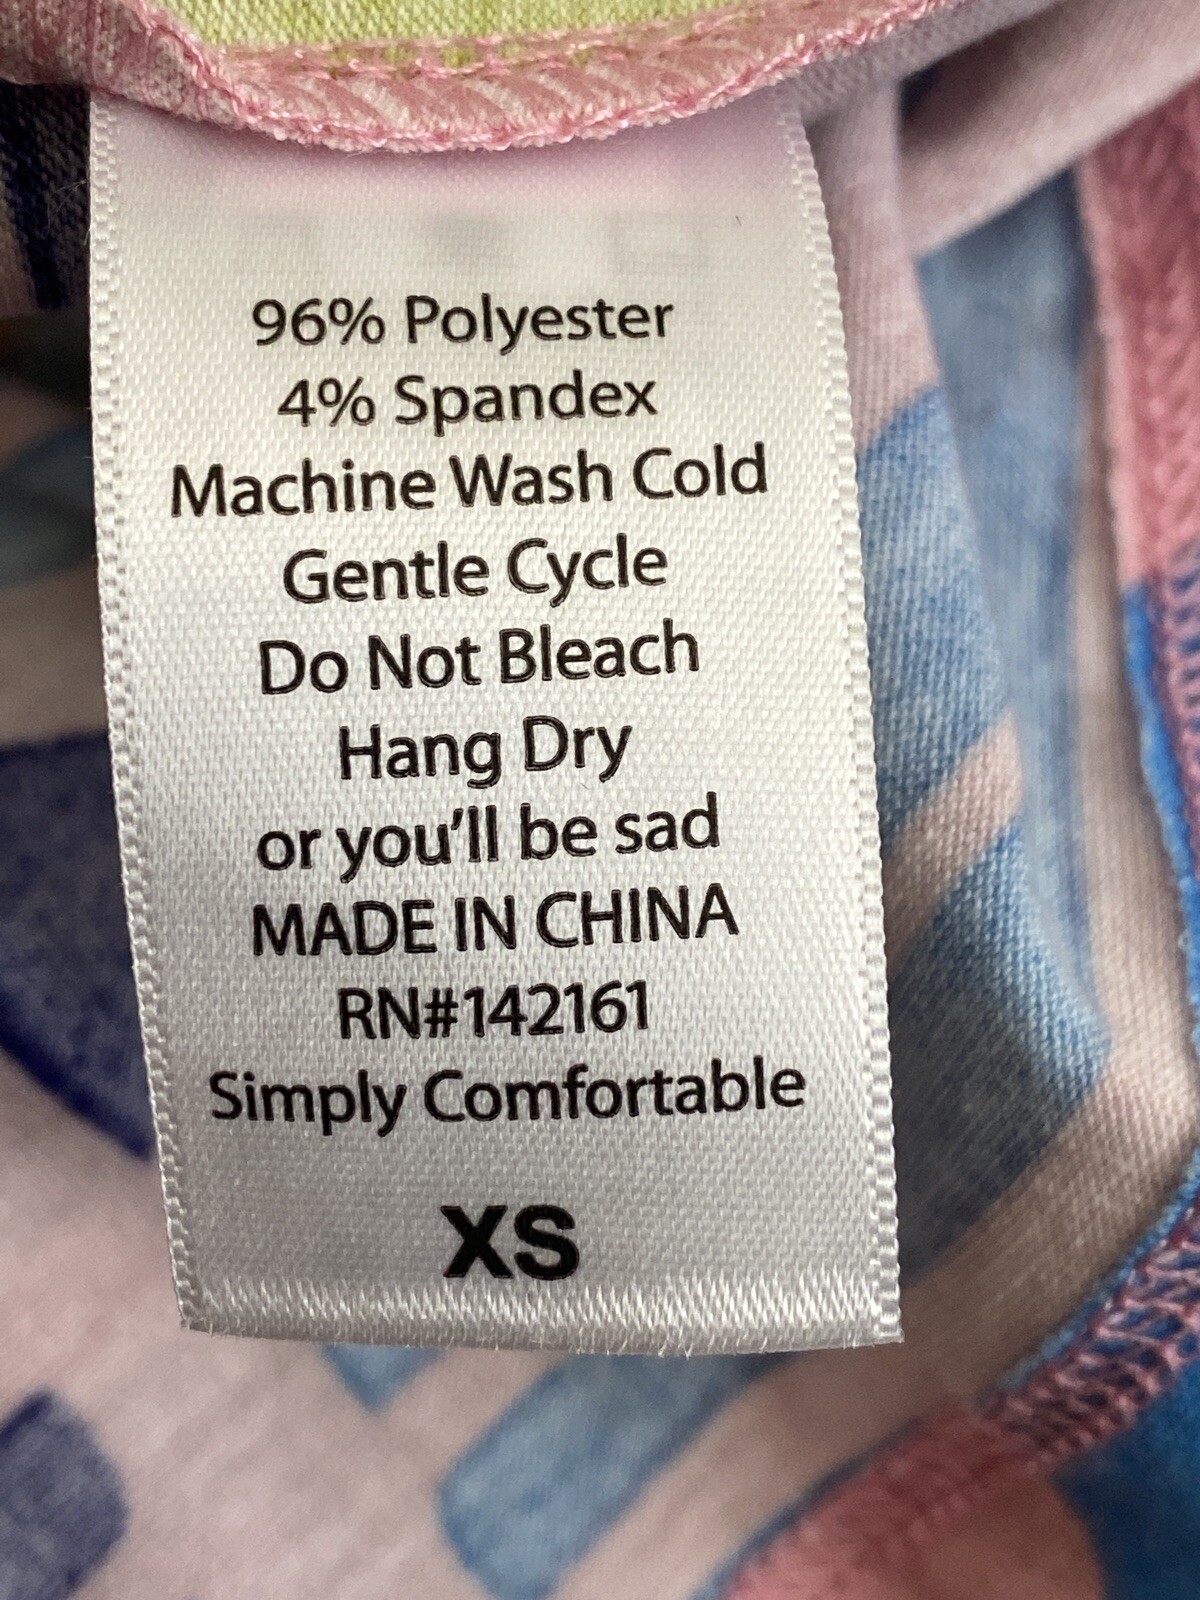 96% Polyester
4% Spandex
Machine Wash Cold
Gentle Cycle
Do Not Bleach
Hang Dry
or you'll be sad
MADE IN CHINA
RN#142161
Simply Comfortable
XS